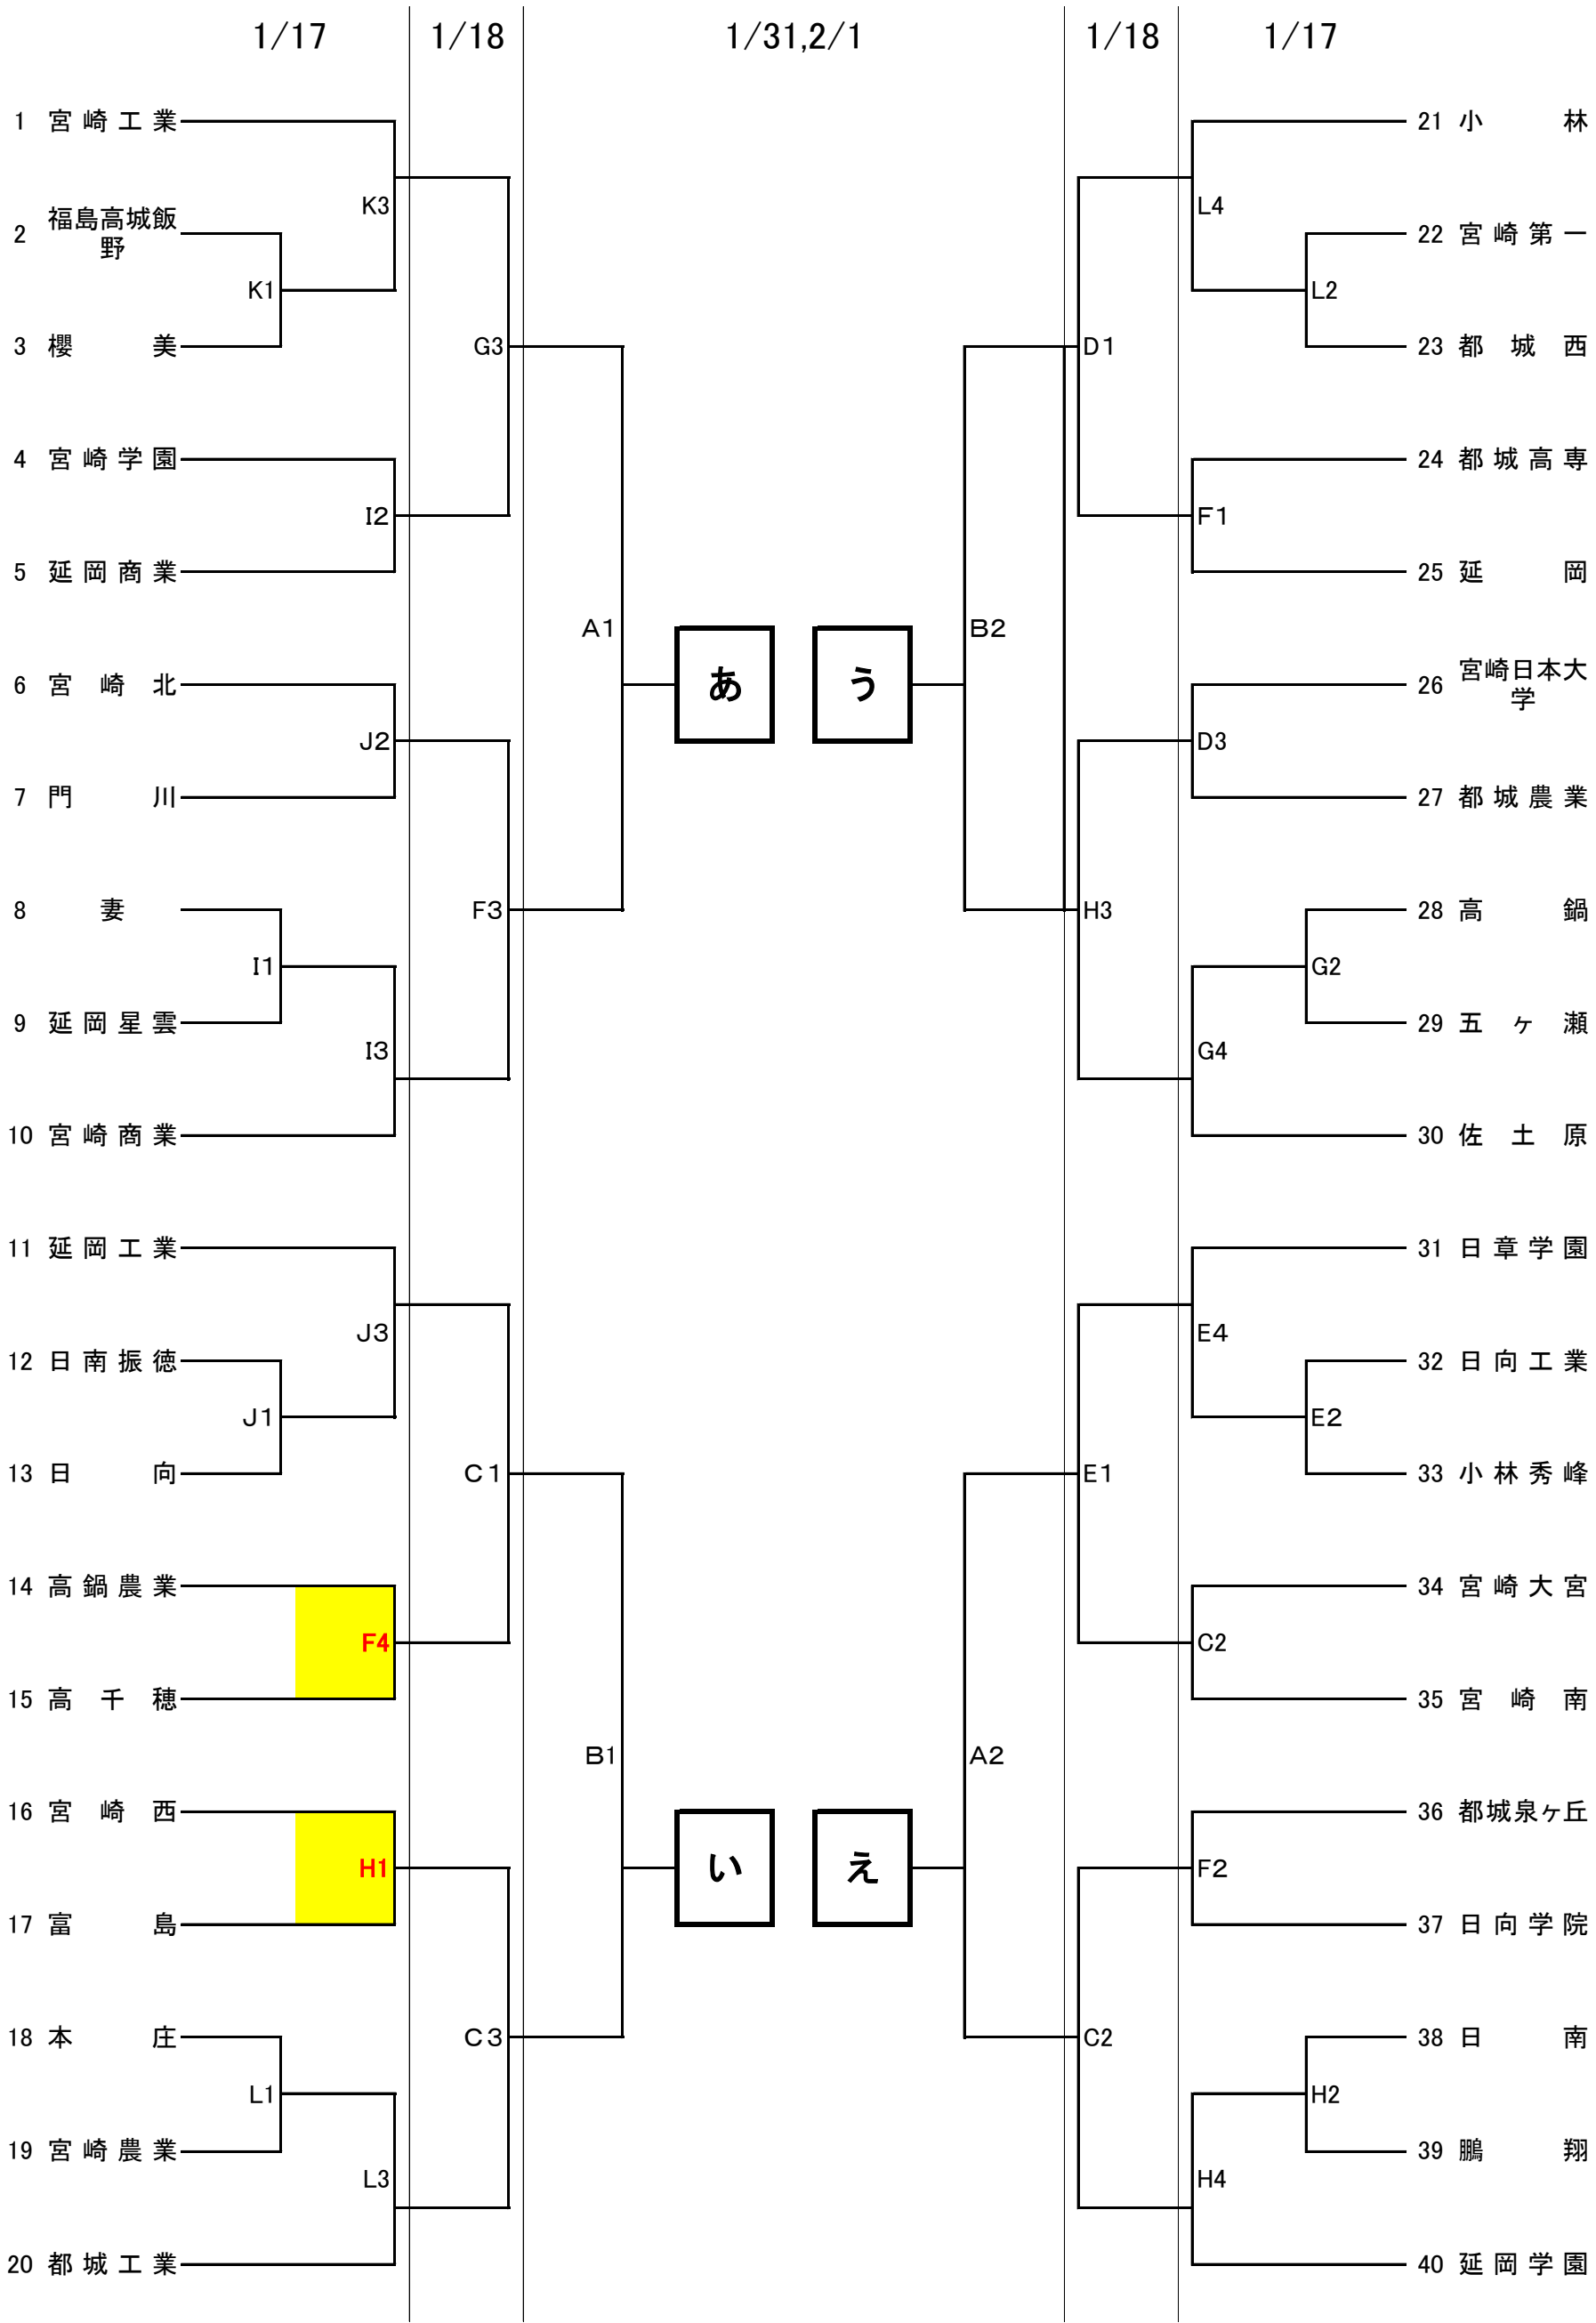 1/17 1/18 1/31,2/1 1/18 1/17
1 宮崎工業
K3
2 福島高城飯
野
K1
3 櫻美
G3
4 宮崎学園
I2
5 延岡商業
A1
6 宮崎北
J2
7 門川
8 妻
F3
I1
9 延岡星雲
I3
10 宮崎商業
11 延岡工業
J3
12 日南振徳
J1
13 日向
C1
14 高鍋農業
F4
15 高千穂
B1
16 宮崎西
H1
17 富島
18 本庄
C3
L1
19 宮崎農業
L3
20 都城工業
あ
う
い
え
21 小林
L4
22 宮崎第一
L2
23 都城西
D1
24 都城高専
F1
25 延岡
B2
26 宮崎日本大
学
D3
27 都城農業
28 高鍋
H3
G2
29 五ヶ瀬
G4
30 佐土原
31 日章学園
E4
32 日向工業
E2
33 小林秀峰
E1
34 宮崎大宮
C2
35 宮崎南
A2
36 都城泉ヶ丘
F2
37 日向学院
38 日南
C2
H2
39 鵬翔
H4
40 延岡学園